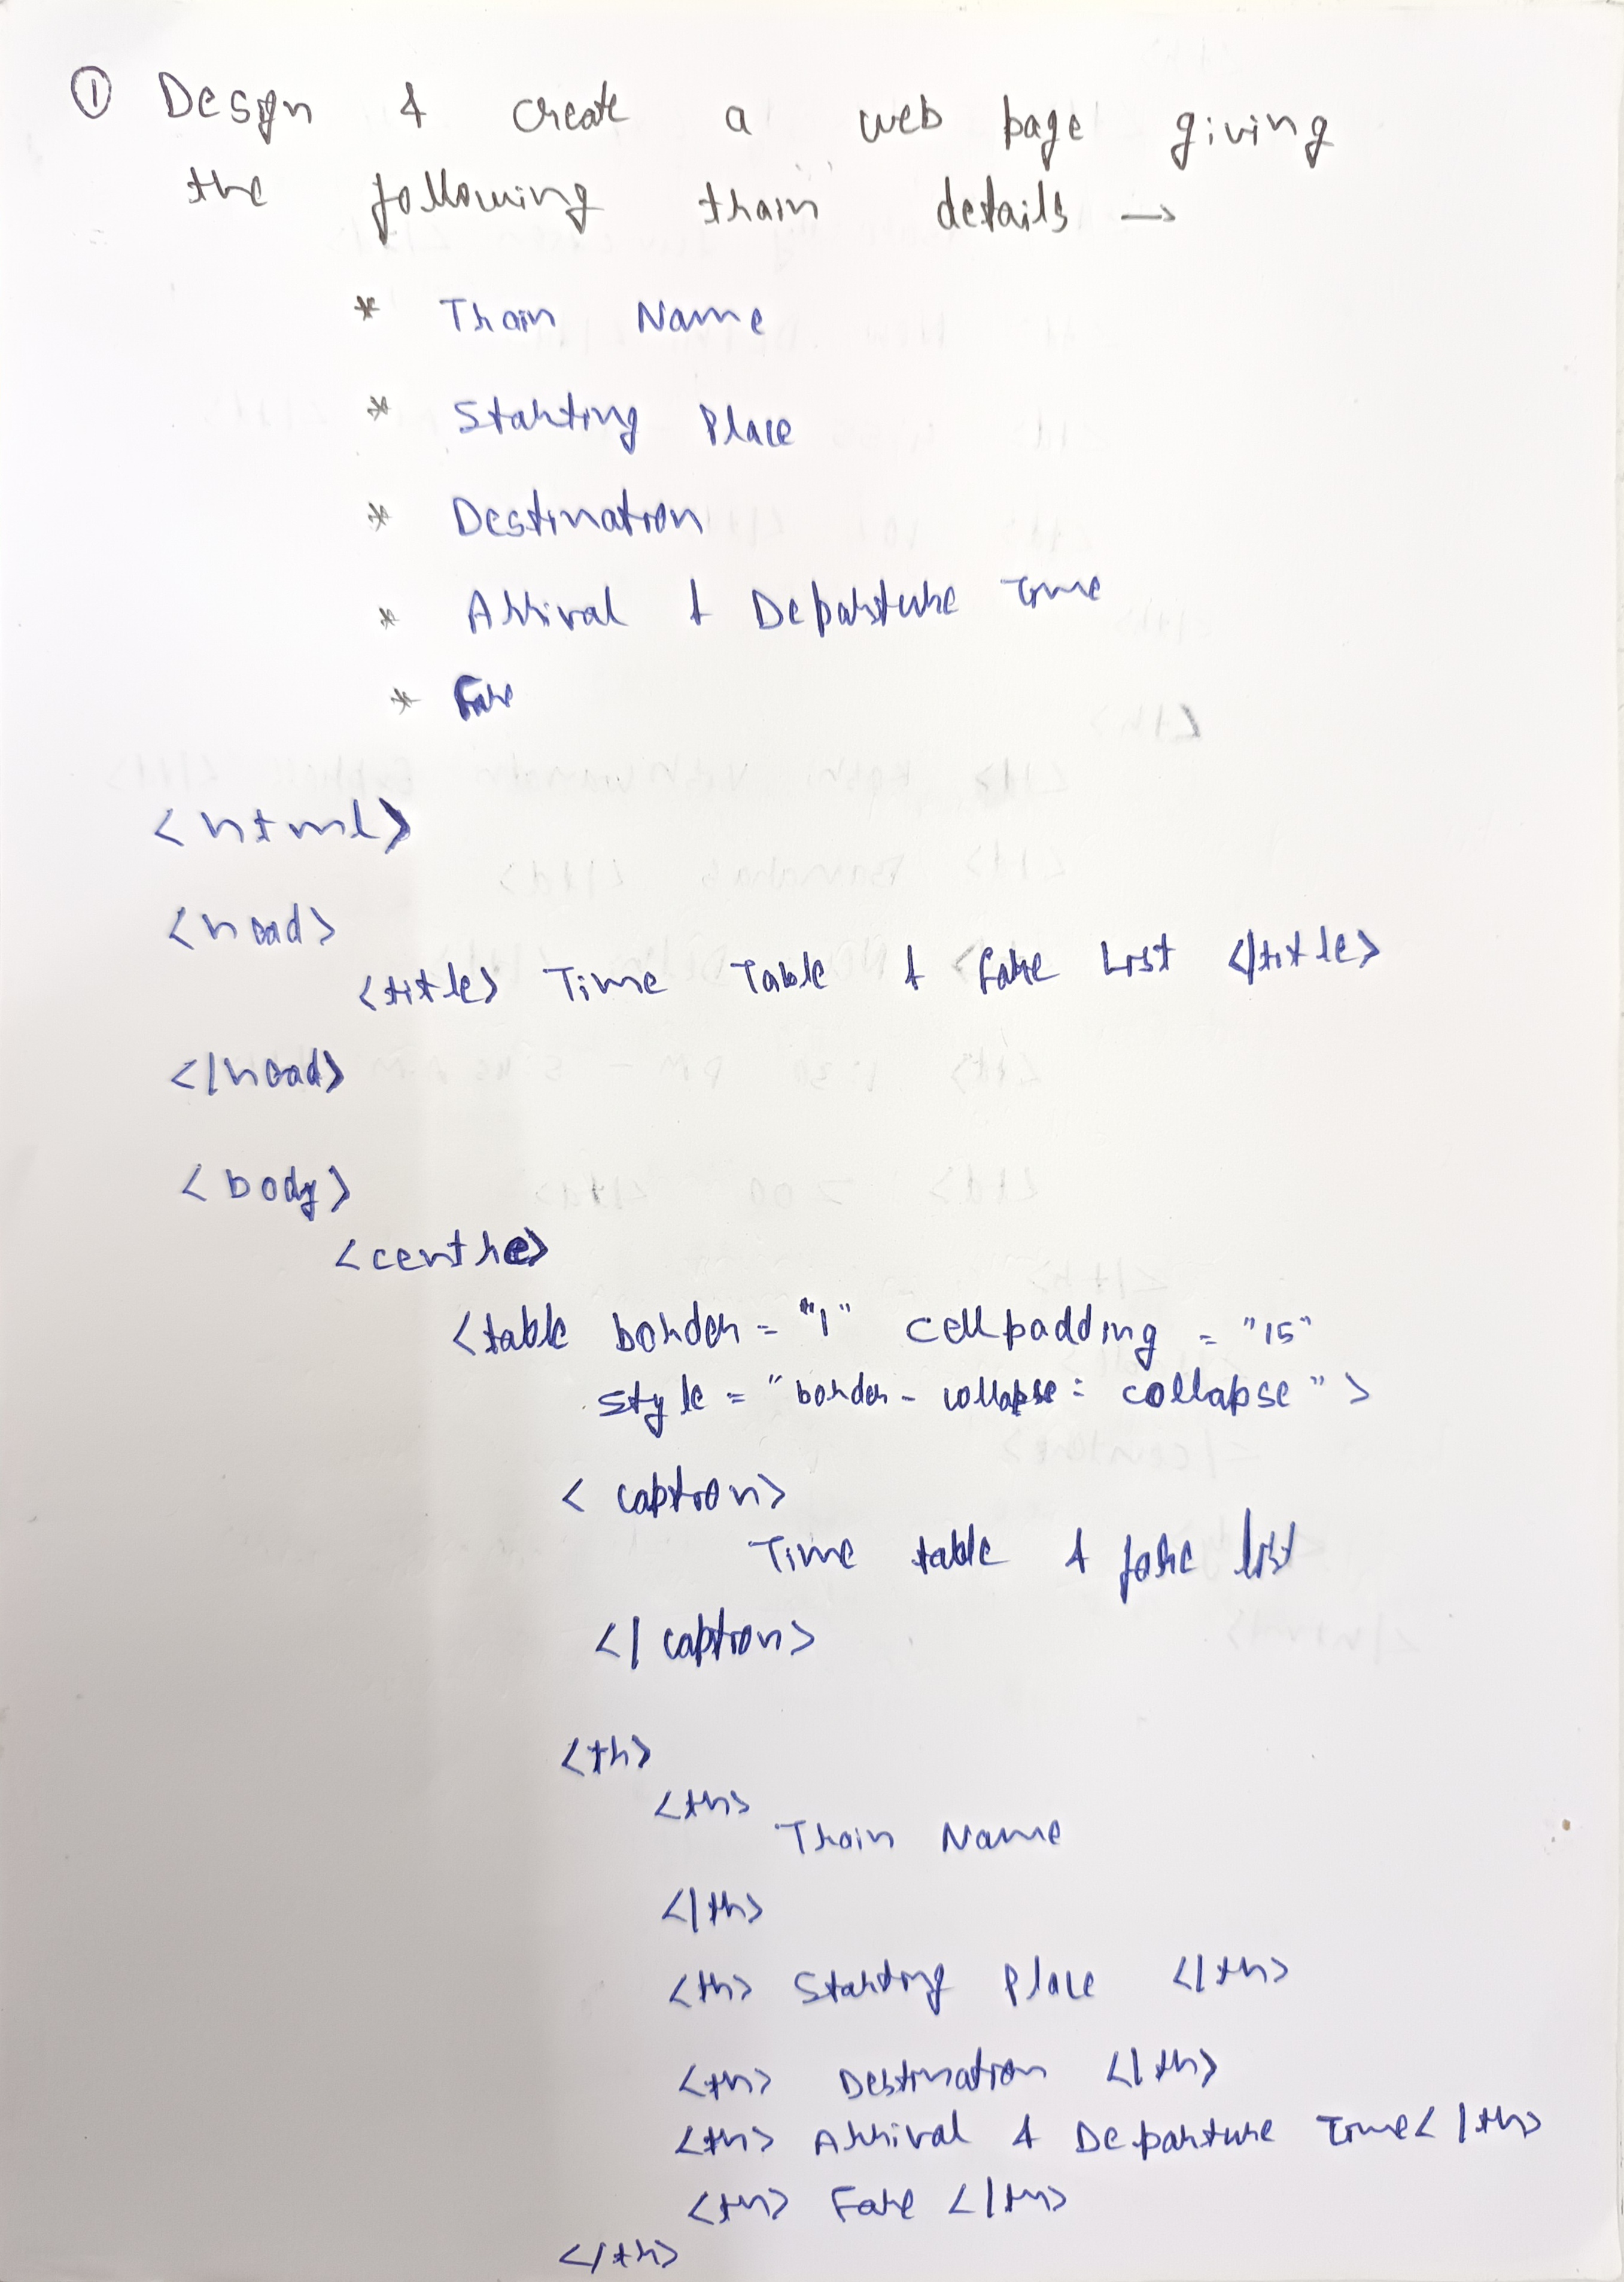 ① Design & create a web page giving
the following train details →
* Train Name
* Starting Place
* Destination
* Arrival & Departure Time
* Fare
<html>
<head>
<title> Time Table & fare List </title>
</head>
<body>
<centre>
<table border = "1" cellpadding = "15"
style = "border - collapse : collapse" >
< caption>
Time table & fare list
</ caption>
<tr>
<th>
Train Name
</th>
<th> Starting Place </th>
<th> Destination </th>
<th> Arrival & Departure Time< /th>
<th> Fare </th>
</tr>